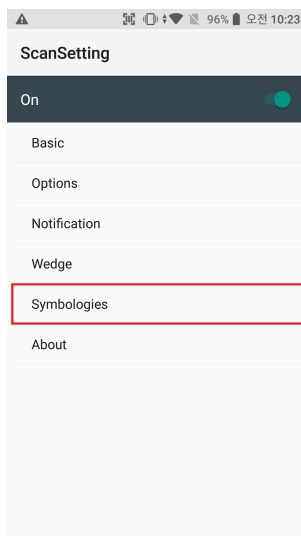 96% 오전 10:23
ScanSetting
On
Basic
Options
Notification
Wedge
Symbologies
About